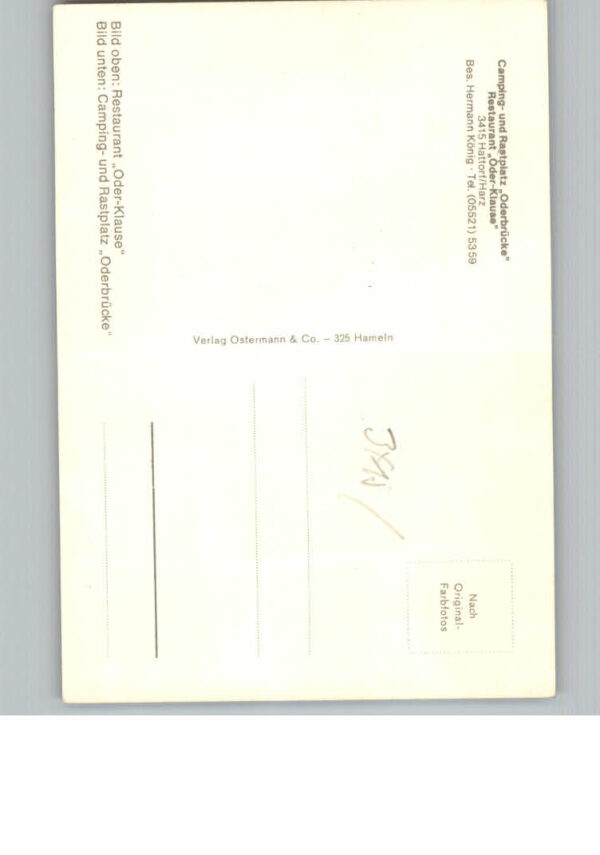 Camping- und Rastplatz „Oderbrücke"
Restaurant „Oder-Klause"
3415 Hattorf/Harz
Bes. Hermann König · Tel. (05521) 5359
Bild oben: Restaurant „Oder-Klause"
Bild unten: Camping- und Rastplatz „Oderbrücke"
Verlag Ostermann & Co. – 325 Hameln
Nach
Original-
Farbfotos